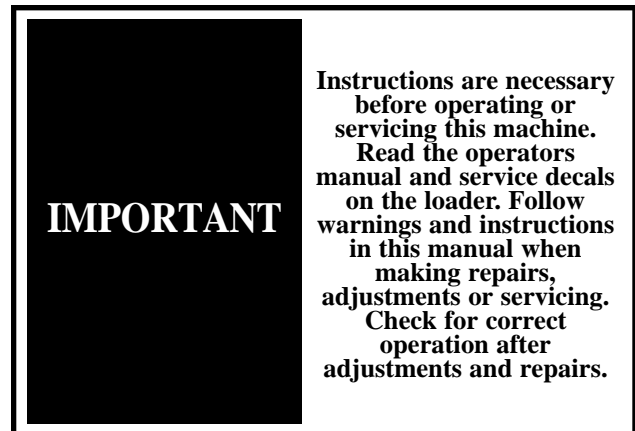 IMPORTANT
Instructions are necessary
before operating or
servicing this machine.
Read the operators
manual and service decals
on the loader. Follow
warnings and instructions
in this manual when
making repairs,
adjustments or servicing.
Check for correct
operation after
adjustments and repairs.